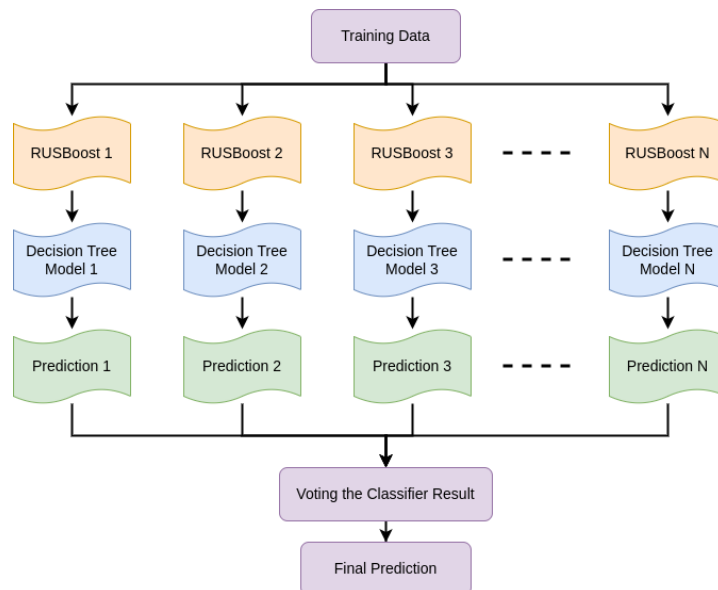 Training Data
RUSBoost 1
RUSBoost 2
RUSBoost 3
RUSBoost N
Decision Tree
Model 1
Decision Tree
Model 2
Decision Tree
Model 3
Decision Tree
Model N
Prediction 1
Prediction 2
Prediction 3
Prediction N
Voting the Classifier Result
Final Prediction